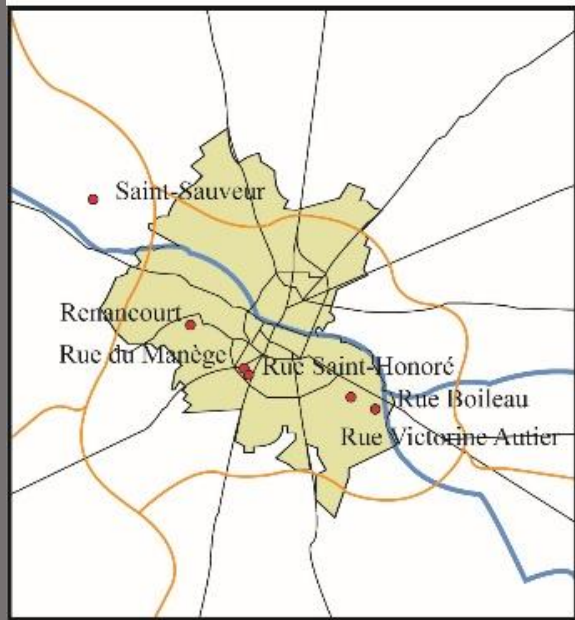 Saint-Sauveur
Renancourt
Rue du Manège
Rue Saint-Honoré
Rue Boileau
Rue Victorine Autier